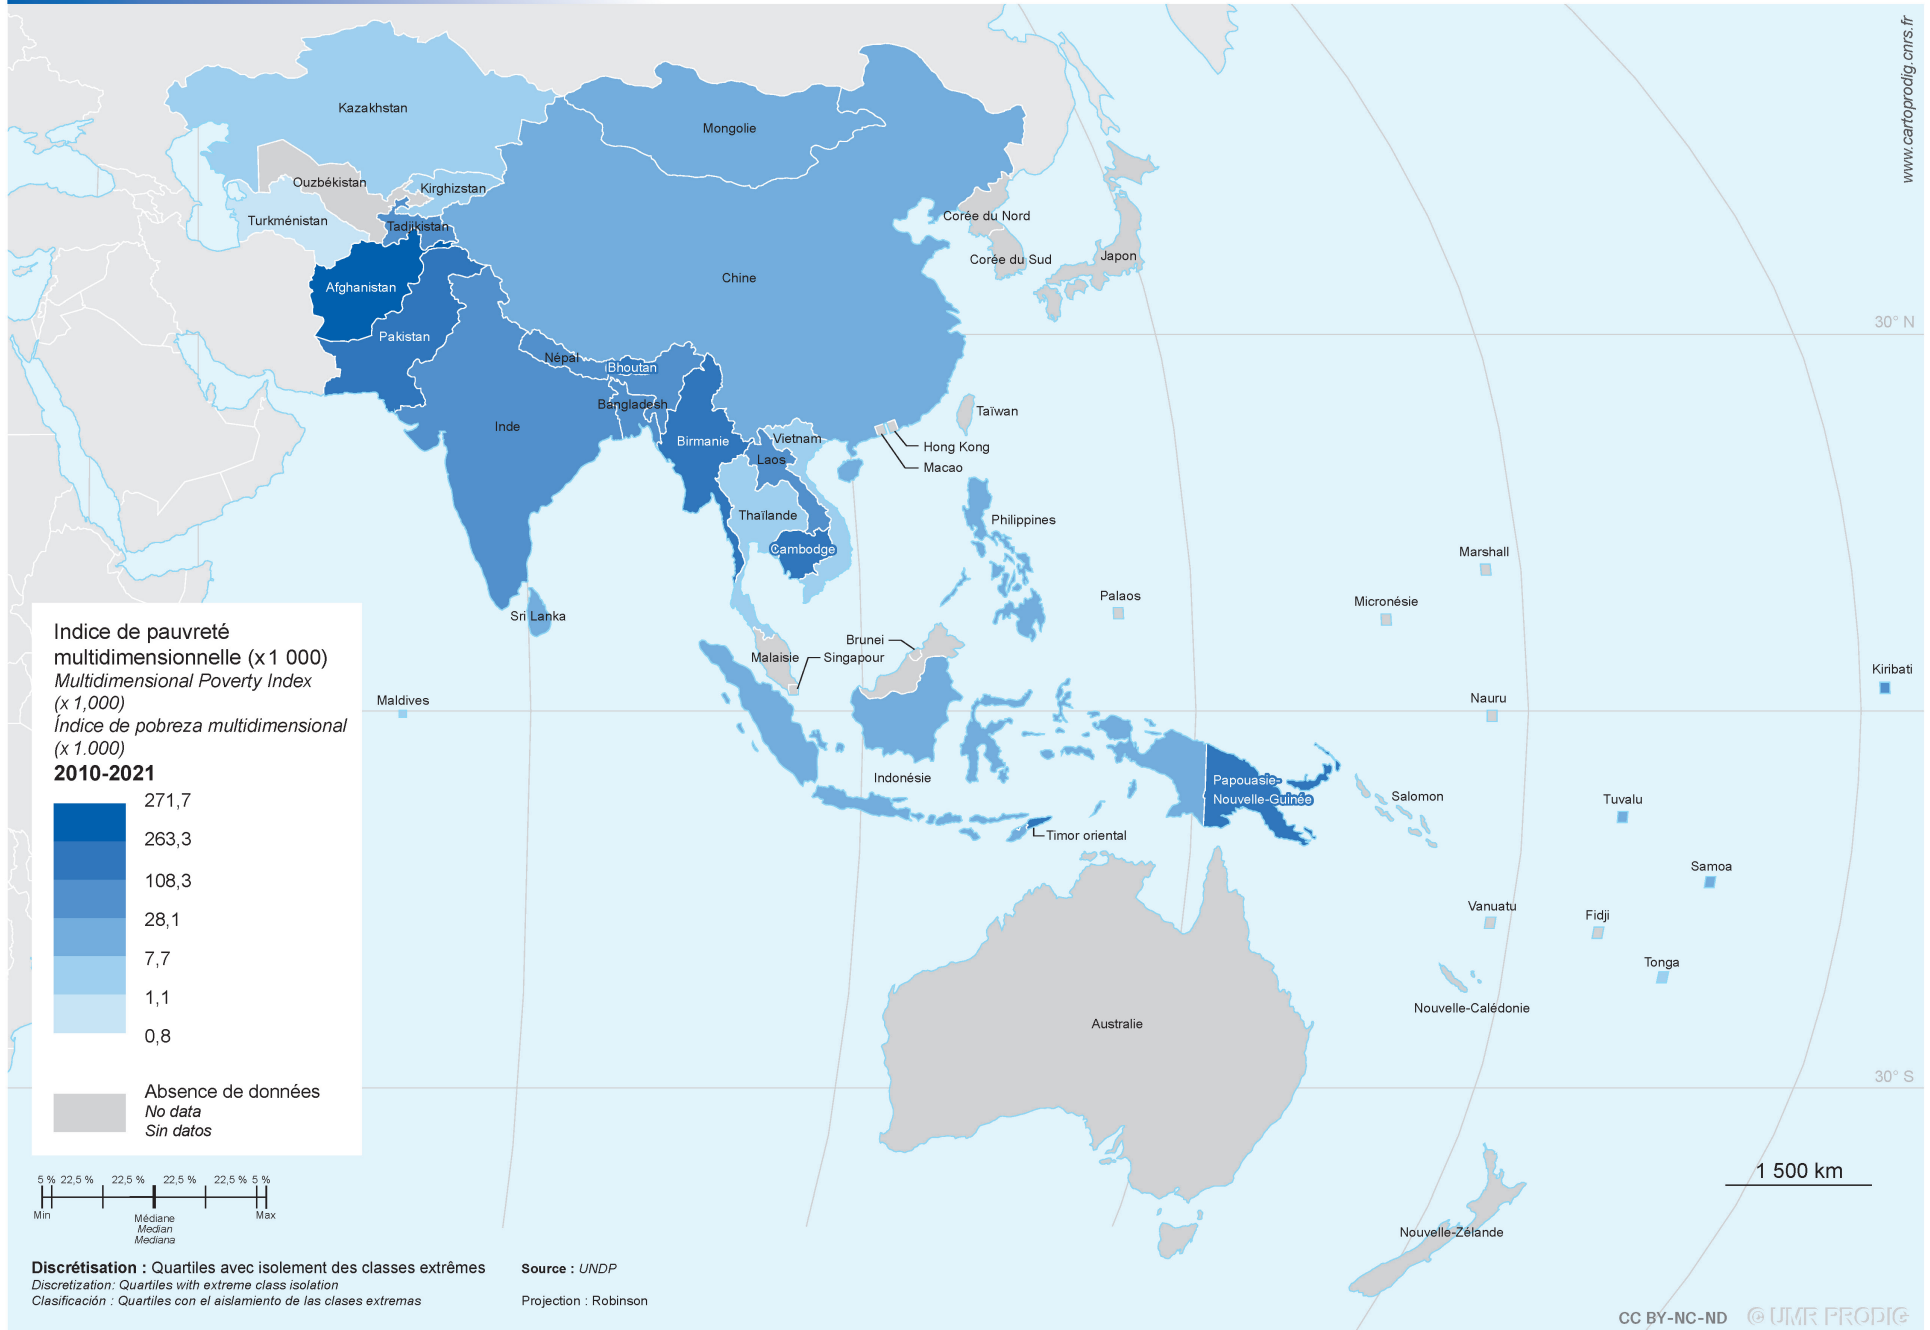 www.cartoprodig.cnrs.fr
Kazakhstan
Mongolie
Ouzbékistan
Kirghizstan
Turkménistan
Tadjikistan
Corée du Nord
Corée du Sud
Japon
Chine
Afghanistan
30° N
Pakistan
Népal
Bhoutan
Bangladesh
Taïwan
Inde
Birmanie
Vietnam
Hong Kong
Laos
Macao
Thaïlande
Philippines
Cambodge
Marshall
Palaos
Micronésie
Sri Lanka
Brunei
Malaisie
Singapour
Kiribati
Maldives
Nauru
Indonésie
Papouasie-
Nouvelle-Guinée
Salomon
Tuvalu
Timor oriental
Samoa
Vanuatu
Fidji
Tonga
Nouvelle-Calédonie
Australie
30° S
Nouvelle-Zélande
1 500 km
Indice de pauvreté
multidimensionnelle (x 1 000)
Multidimensional Poverty Index
(x 1,000)
Índice de pobreza multidimensional
(x 1.000)
2010-2021
271,7
263,3
108,3
28,1
7,7
1,1
0,8
Absence de données
No data
Sin datos
5 % 22,5 % 22,5 % 22,5 % 22,5 % 5 %
Min Max
Médiane
Median
Mediana
Discrétisation : Quartiles avec isolement des classes extrêmes
Discretization: Quartiles with extreme class isolation
Clasificación : Quartiles con el aislamiento de las clases extremas
Source : UNDP
Projection : Robinson
CC BY-NC-ND © UMR PRODIG